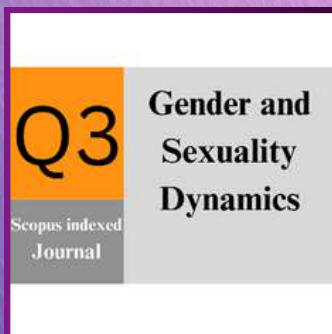 Q3
Scopus indexed
Journal
Gender and
Sexuality
Dynamics